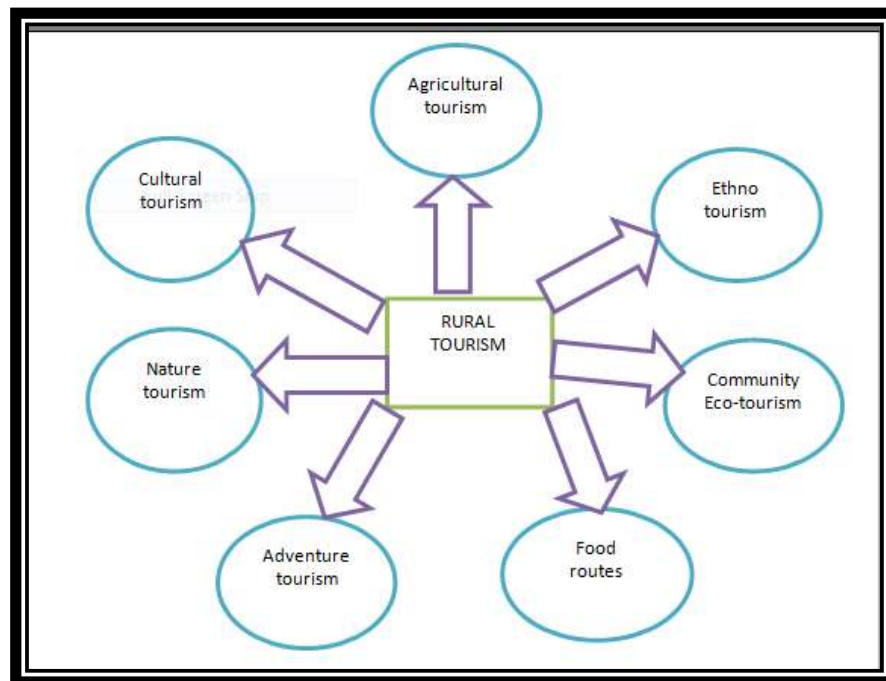 Agricultural
tourism
Cultural
tourism
Ethno
tourism
RURAL
TOURISM
Nature
tourism
Community
Eco-tourism
Adventure
tourism
Food
routes